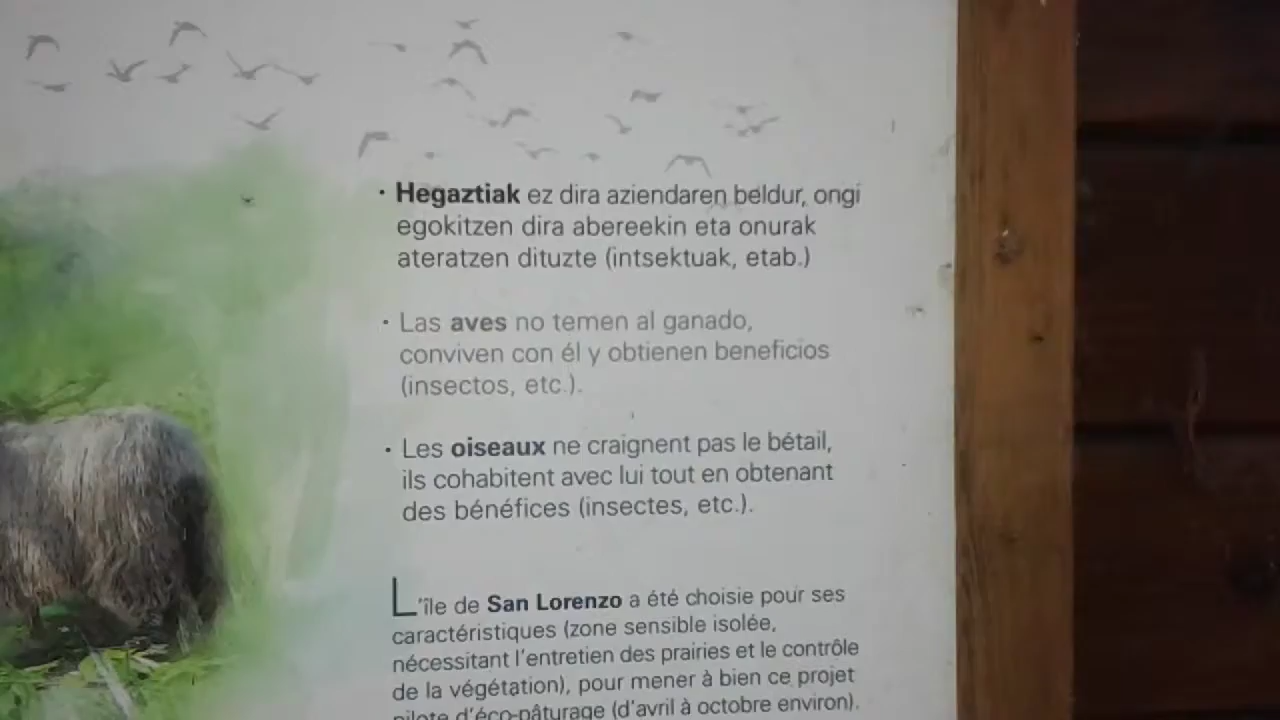 · Hegaztiak ez dira aziendaren beldur, ongi
egokitzen dira abereekin eta onurak
ateratzen dituzte (intsektuak, etab.)
· Las aves no temen al ganado,
conviven con él y obtienen beneficios
(insectos, etc.).
· Les oiseaux ne craignent pas le bétail,
ils cohabitent avec lui tout en obtenant
des bénéfices (insectes, etc.).
L'île de San Lorenzo a été choisie pour ses
caractéristiques (zone sensible isolée,
nécessitant l'entretien des prairies et le contrôle
de la végétation), pour mener à bien ce projet
pilote d'éco-pâturage (d'avril à octobre environ).